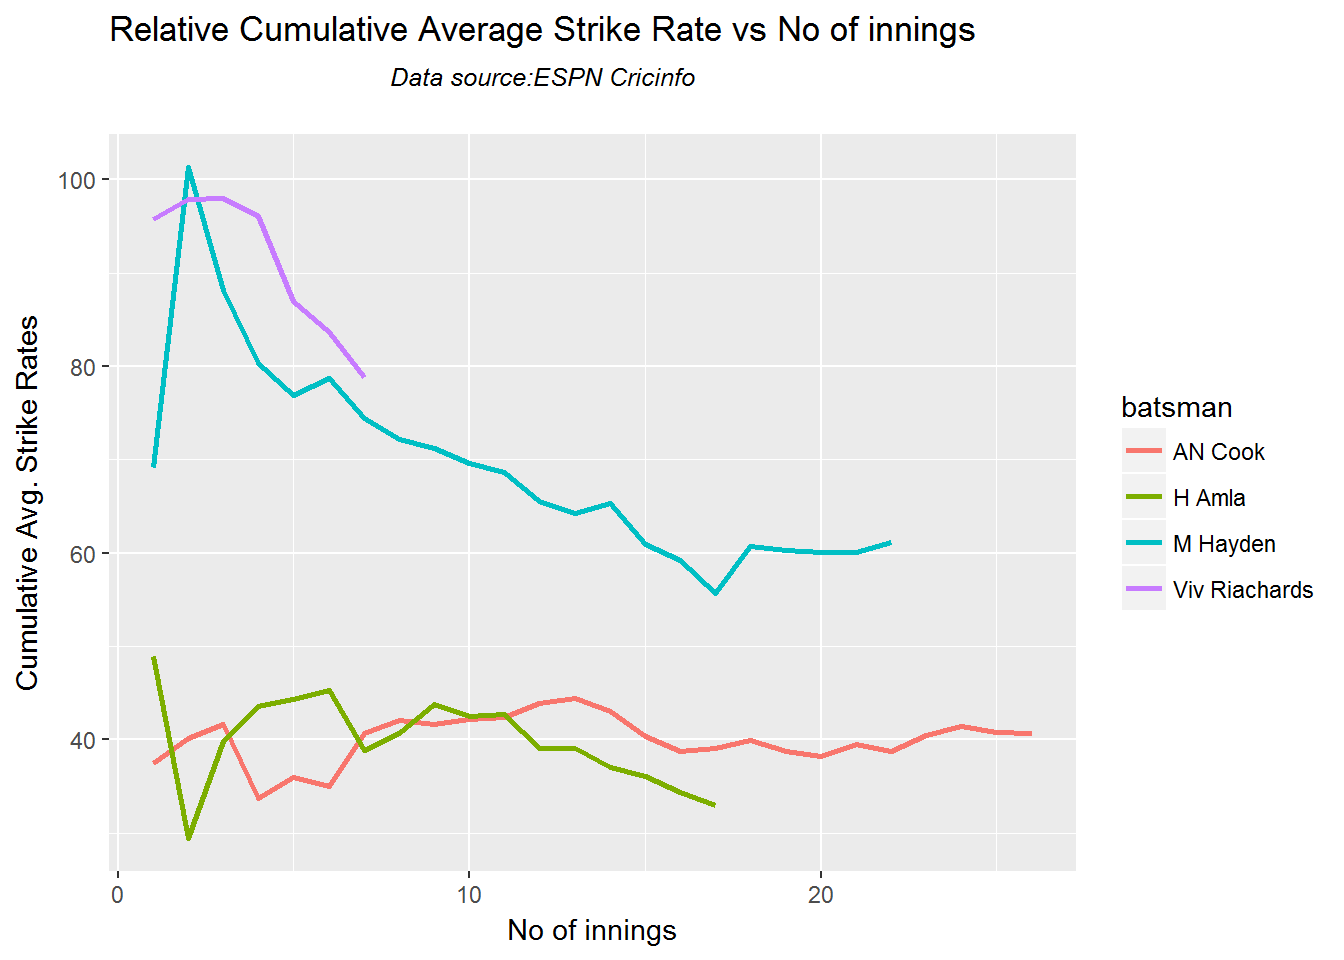 Relative Cumulative Average Strike Rate vs No of innings
Data source:ESPN Cricinfo
Cumulative Avg. Strike Rates
100
80
60
40
0
10
20
No of innings
batsman
AN Cook
H Amla
M Hayden
Viv Riachards